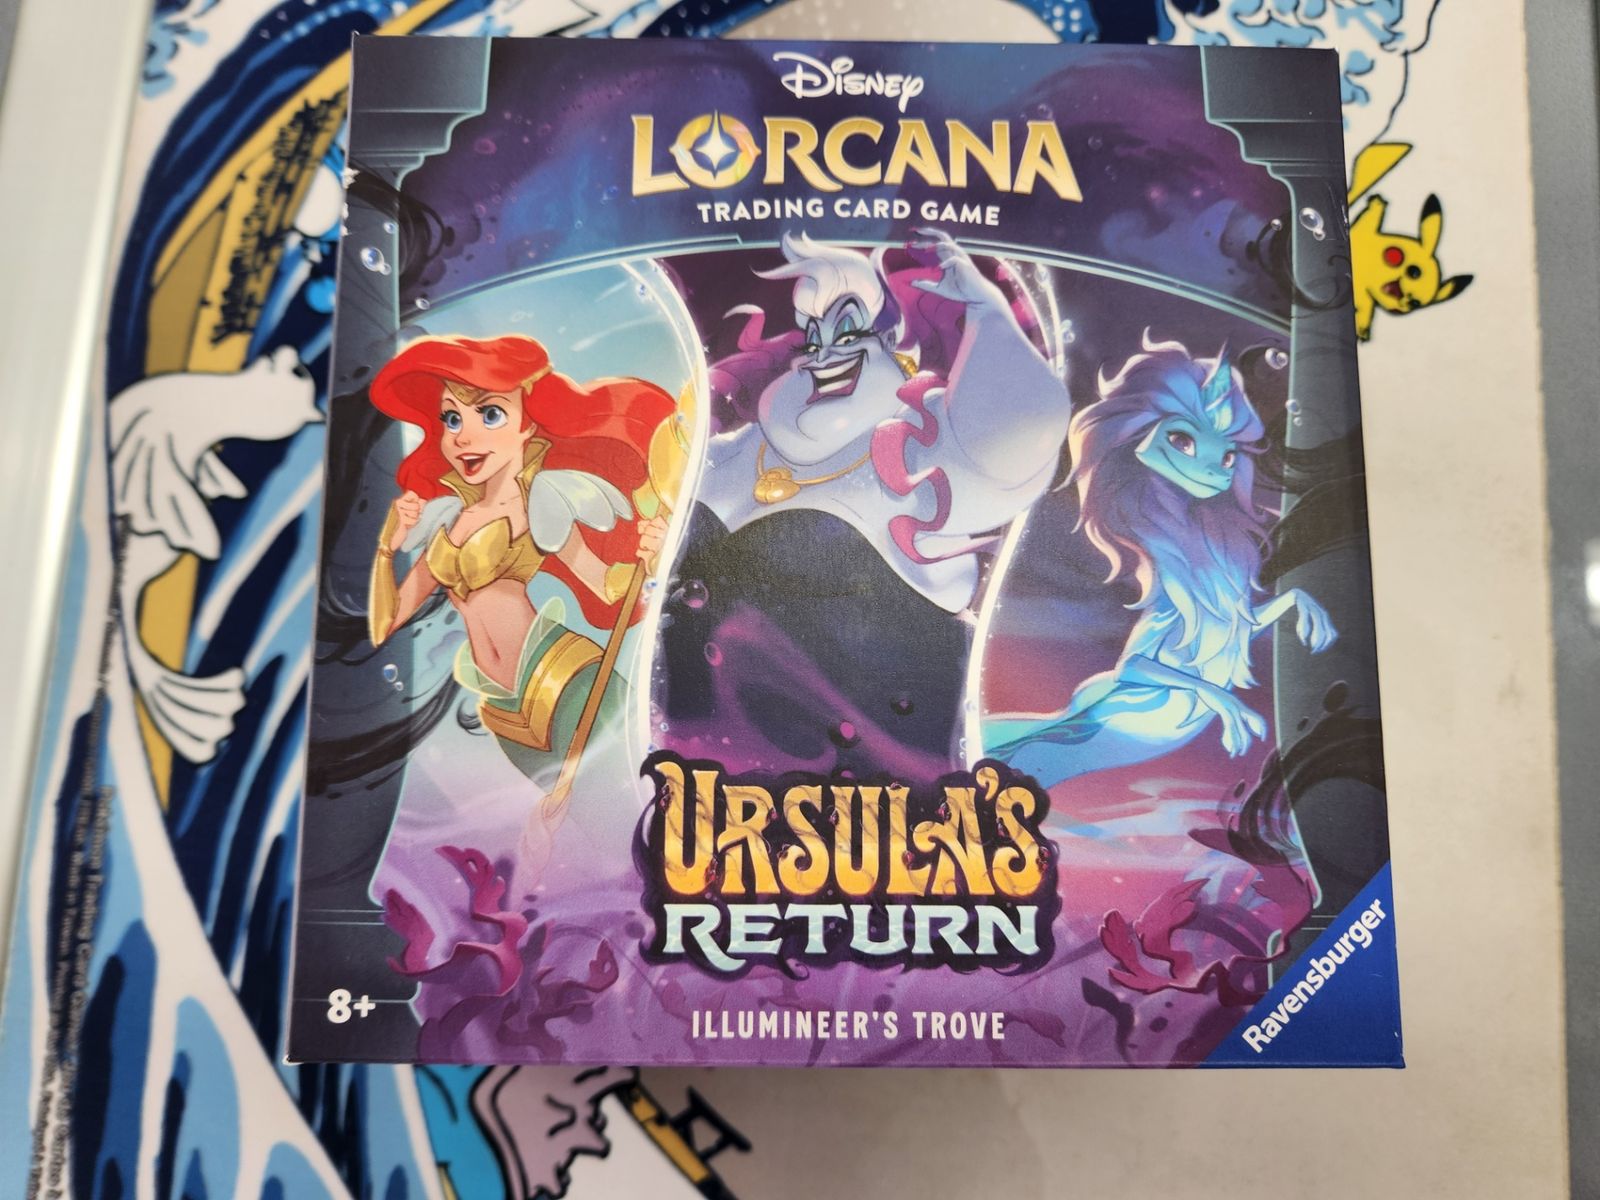 Disney
LORCANA
TRADING CARD GAME
URSULA'S
RETURN
8+
ILLUMINEER'S TROVE
Ravensburger